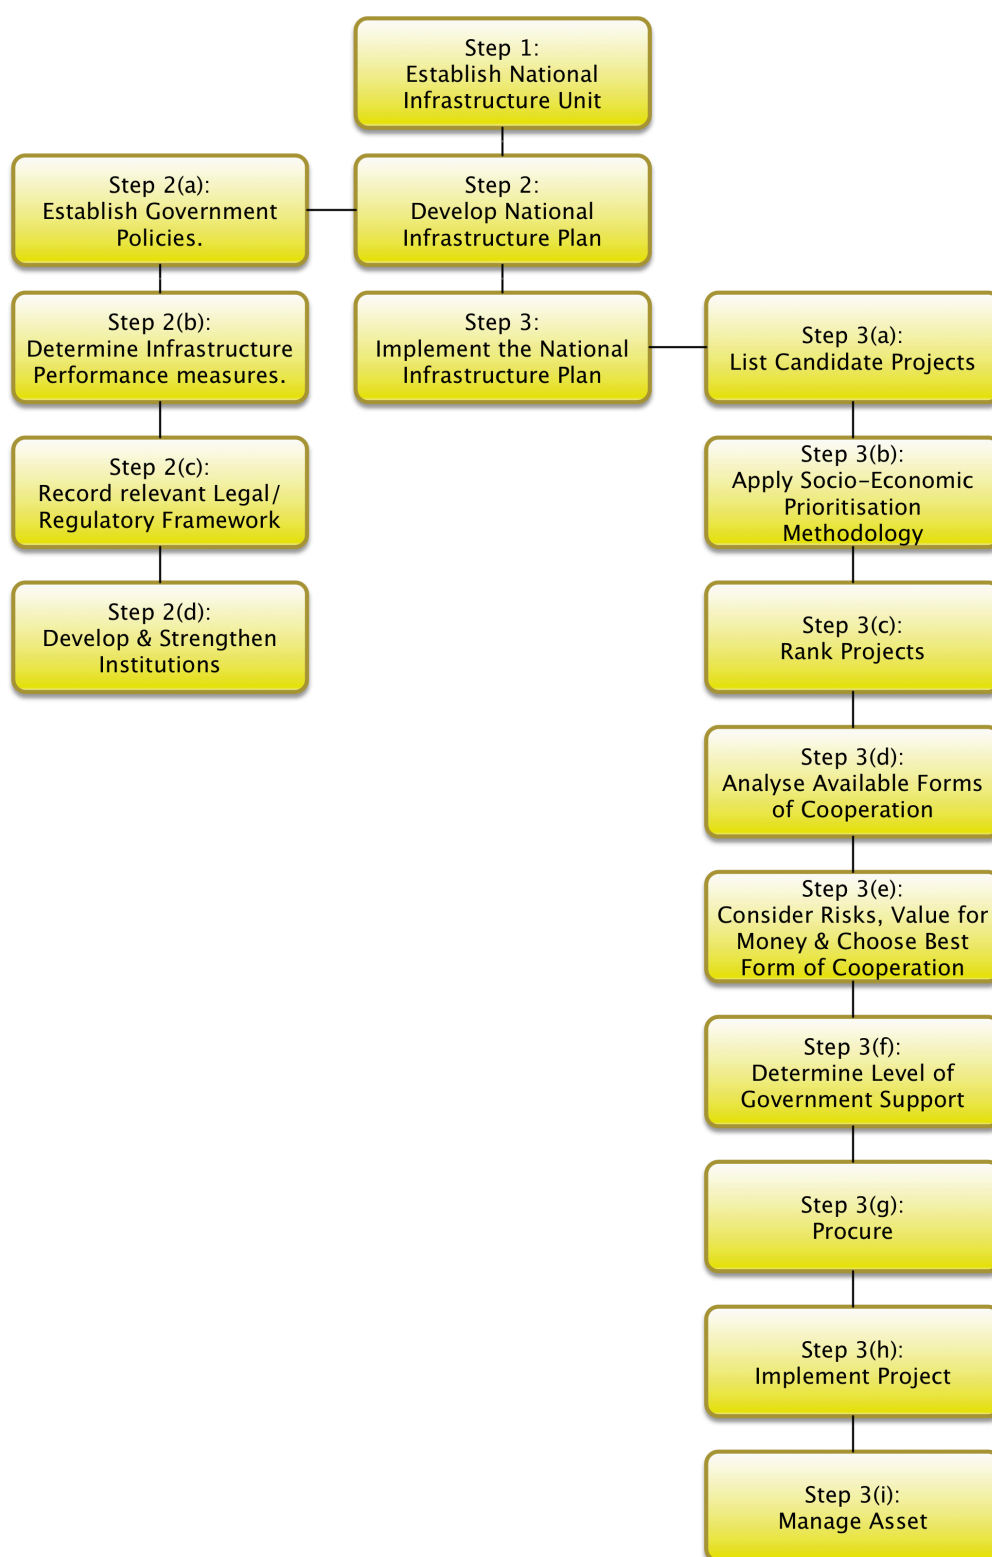 Step 1:
Establish National
Infrastructure Unit
Step 2(a):
Establish Government
Policies.
Step 2:
Develop National
Infrastructure Plan
Step 2(b):
Determine Infrastructure
Performance measures.
Step 3:
Implement the National
Infrastructure Plan
Step 3(a):
List Candidate Projects
Step 2(c):
Record relevant Legal/
Regulatory Framework
Step 3(b):
Apply Socio-Economic
Prioritisation
Methodology
Step 2(d):
Develop & Strengthen
Institutions
Step 3(c):
Rank Projects
Step 3(d):
Analyse Available Forms
of Cooperation
Step 3(e):
Consider Risks, Value for
Money & Choose Best
Form of Cooperation
Step 3(f):
Determine Level of
Government Support
Step 3(g):
Procure
Step 3(h):
Implement Project
Step 3(i):
Manage Asset